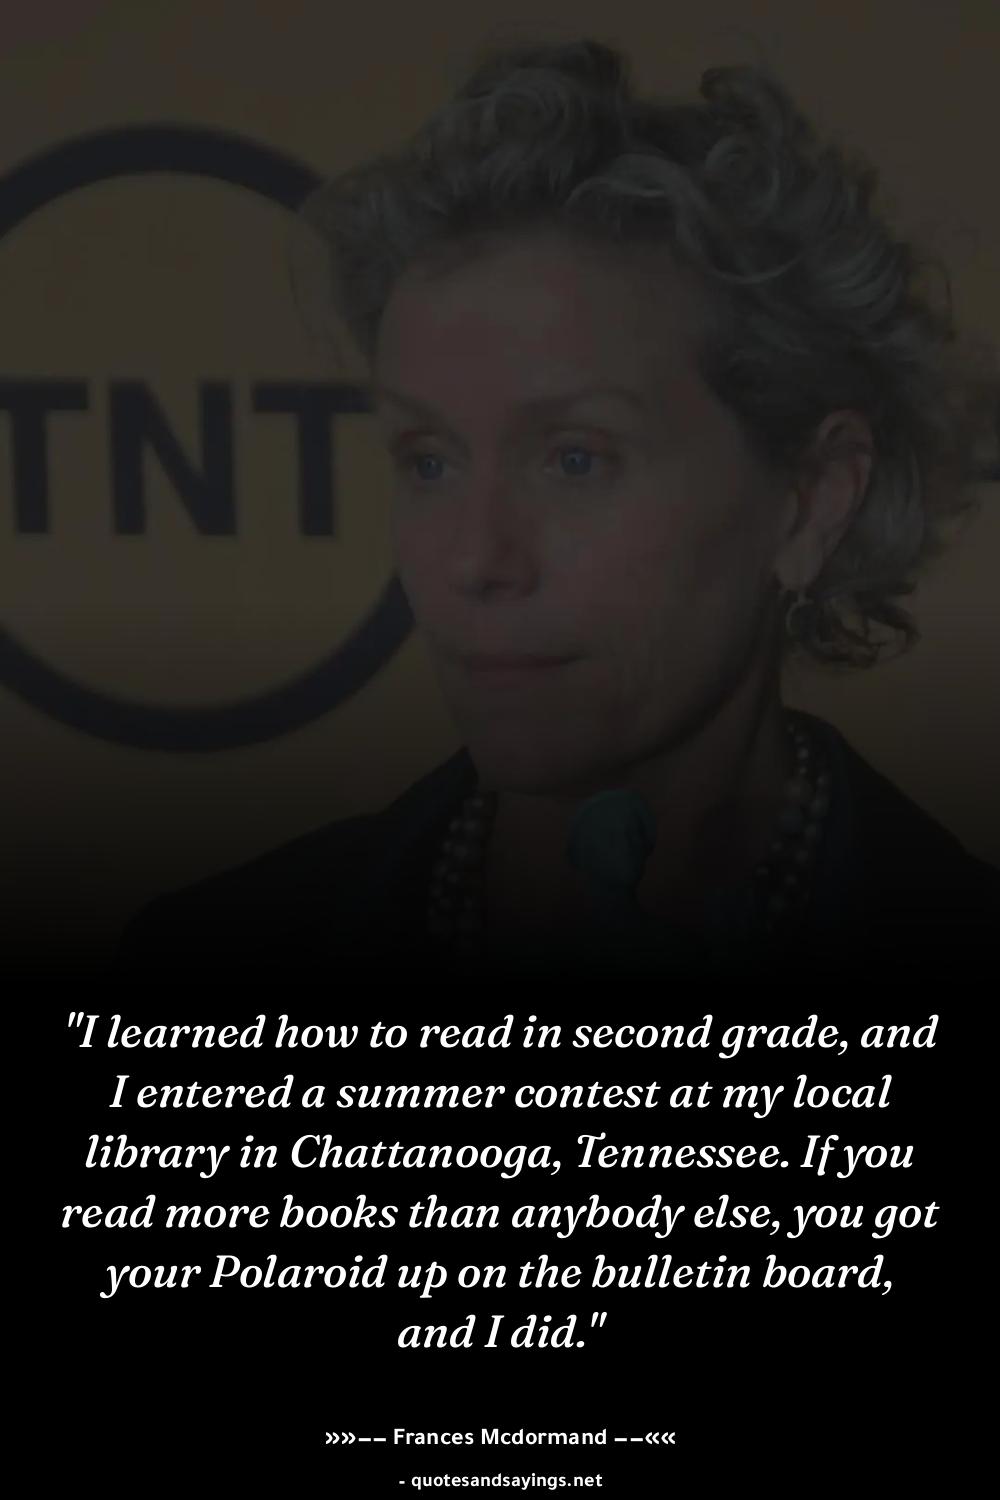 TNT
"I learned how to read in second grade, and
I entered a summer contest at my local
library in Chattanooga, Tennessee. If you
read more books than anybody else, you got
your Polaroid up on the bulletin board,
and I did."
»»−− Frances Mcdormand −−««
- quotesandsayings.net